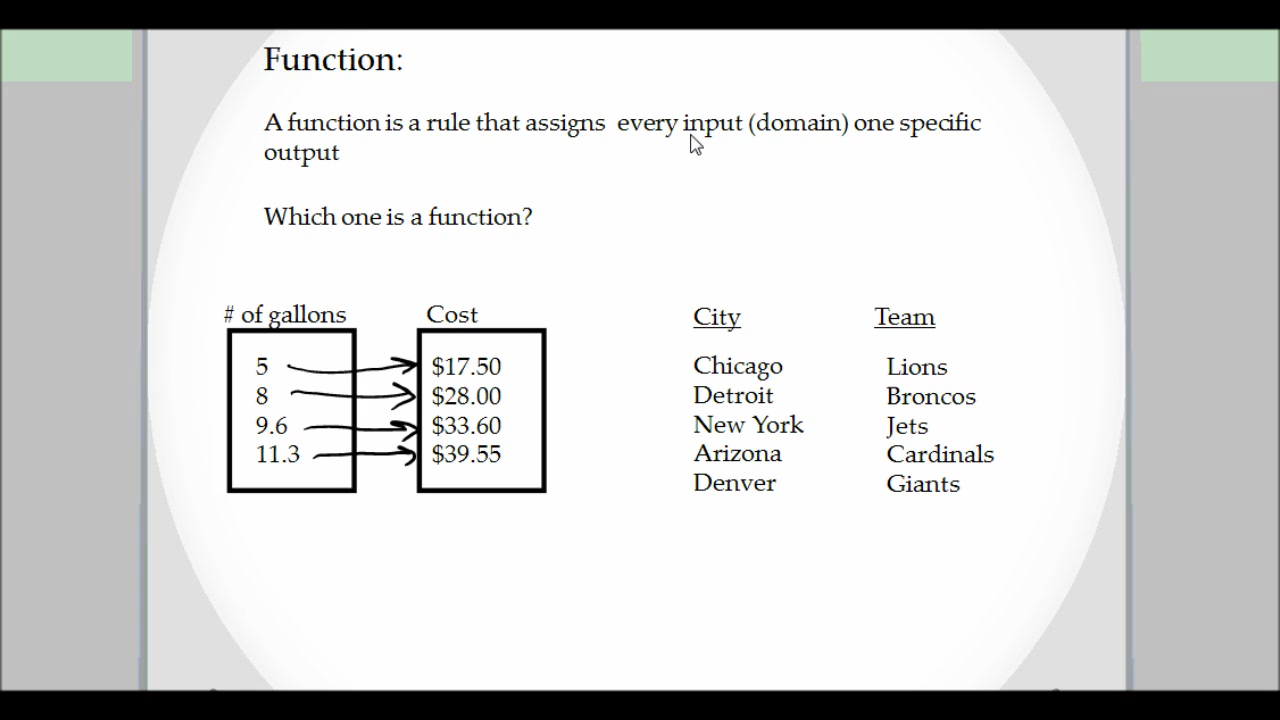 Function:
A function is a rule that assigns every input (domain) one specific
output
Which one is a function?
# of gallons Cost
5 $17.50
8 $28.00
9.6 $33.60
11.3 $39.55
City Team
Chicago Lions
Detroit Broncos
New York Jets
Arizona Cardinals
Denver Giants